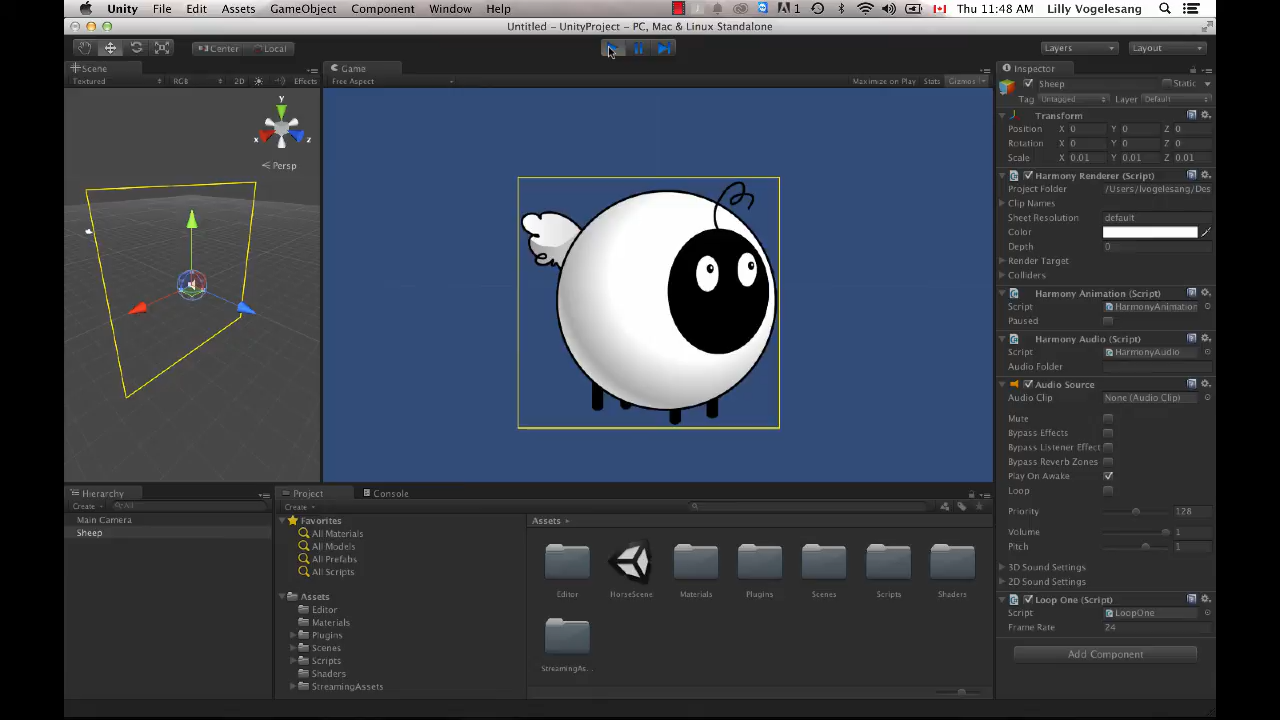 Unity File Edit Assets GameObject Component Window Help 1 Thu 11:48 AM Lilly Vogelesang
Untitled – UnityProject – PC, Mac & Linux Standalone
Center Local Layers Layout
Scene Game Inspector
Textured RGB 2D Effects Free Aspect Maximize on Play Stats Gizmos
Sheep Static
Tag Untagged Layer Default
y
x
z
Persp
Transform
Position X 0 Y 0 Z 0
Rotation X 0 Y 0 Z 0
Scale X 0.01 Y 0.01 Z 0.01
Harmony Renderer (Script)
Project Folder /Users/lvogelesang/Des
Clip Names
Sheet Resolution default
Color
Depth 0
Render Target
Colliders
Harmony Animation (Script)
Script HarmonyAnimation
Paused
Harmony Audio (Script)
Script HarmonyAudio
Audio Folder
Audio Source
Audio Clip None (Audio Clip)
Mute
Bypass Effects
Bypass Listener Effect
Bypass Reverb Zones
Play On Awake
Loop
Priority 128
Volume 1
Pitch 1
3D Sound Settings
2D Sound Settings
Loop One (Script)
Script LoopOne
Frame Rate 24
Add Component
Hierarchy
Create All
Main Camera
Sheep
Project Console
Create
Favorites
All Materials
All Models
All Prefabs
All Scripts
Assets
Editor
Materials
Plugins
Scenes
Scripts
Shaders
StreamingAssets
Assets
Editor HorseScene Materials Plugins Scenes Scripts Shaders
StreamingAs...